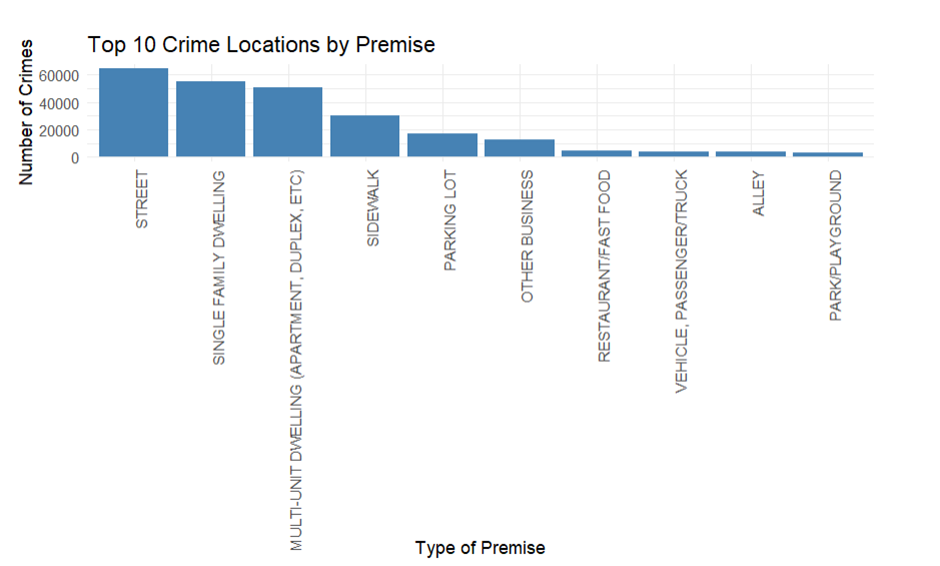 Top 10 Crime Locations by Premise
Number of Crimes
60000
40000
20000
0
STREET
SINGLE FAMILY DWELLING
MULTI-UNIT DWELLING (APARTMENT, DUPLEX, ETC)
SIDEWALK
PARKING LOT
OTHER BUSINESS
RESTAURANT/FAST FOOD
VEHICLE, PASSENGER/TRUCK
ALLEY
PARK/PLAYGROUND
Type of Premise